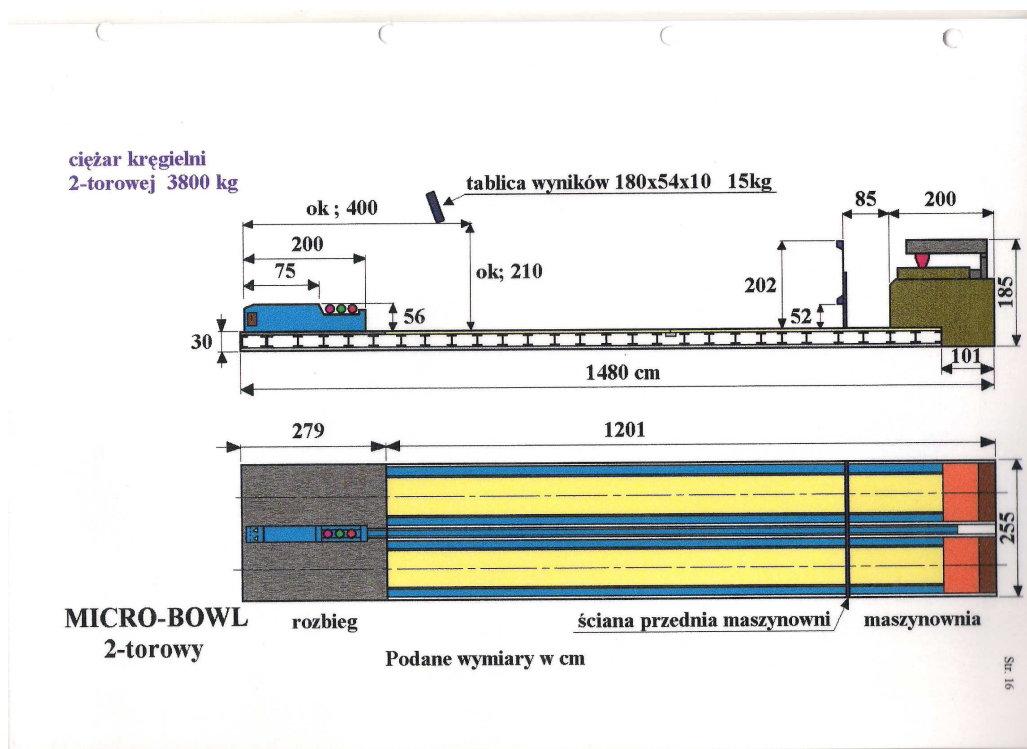 ciężar kręgielni
2-torowej 3800 kg
tablica wyników 180x54x10 15kg
ok ; 400
85
200
200
75
ok; 210
202
185
56
52
30
101
1480 cm
279
1201
255
MICRO-BOWL
2-torowy
rozbieg
ściana przednia maszynowni
maszynownia
Podane wymiary w cm
Str. 16